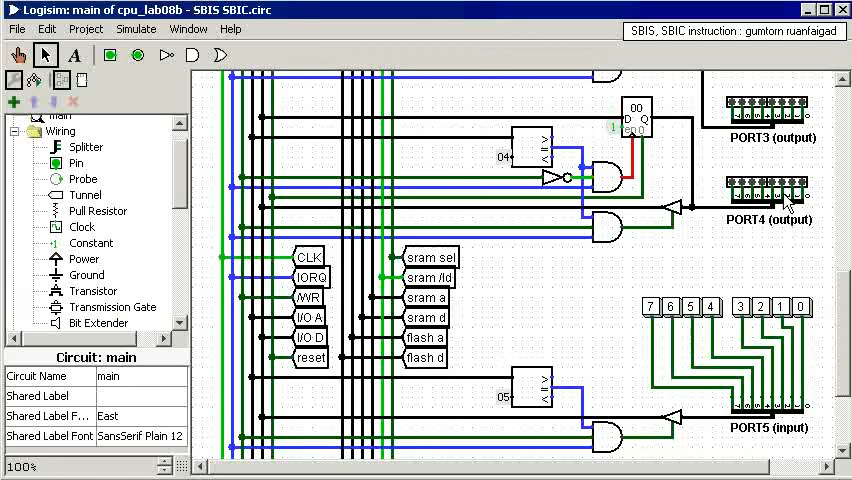 Logisim: main of cpu_lab08b - SBIS SBIC.circ
File Edit Project Simulate Window Help
SBIS, SBIC instruction : gumtorn ruanfaigad
A
main
Wiring
Splitter
Pin
Probe
Tunnel
Pull Resistor
Clock
Constant
Power
Ground
Transistor
Transmission Gate
Bit Extender
Circuit: main
Circuit Name main
Shared Label
Shared Label F... East
Shared Label Font SansSerif Plain 12
100%
00
D Q
1 en0
04
PORT3 (output)
PORT4 (output)
CLK
IORQ
/WR
I/O A
I/O D
reset
sram sel
sram /ld
sram a
sram d
flash a
flash d
7 6 5 4 3 2 1 0
05
PORT5 (input)